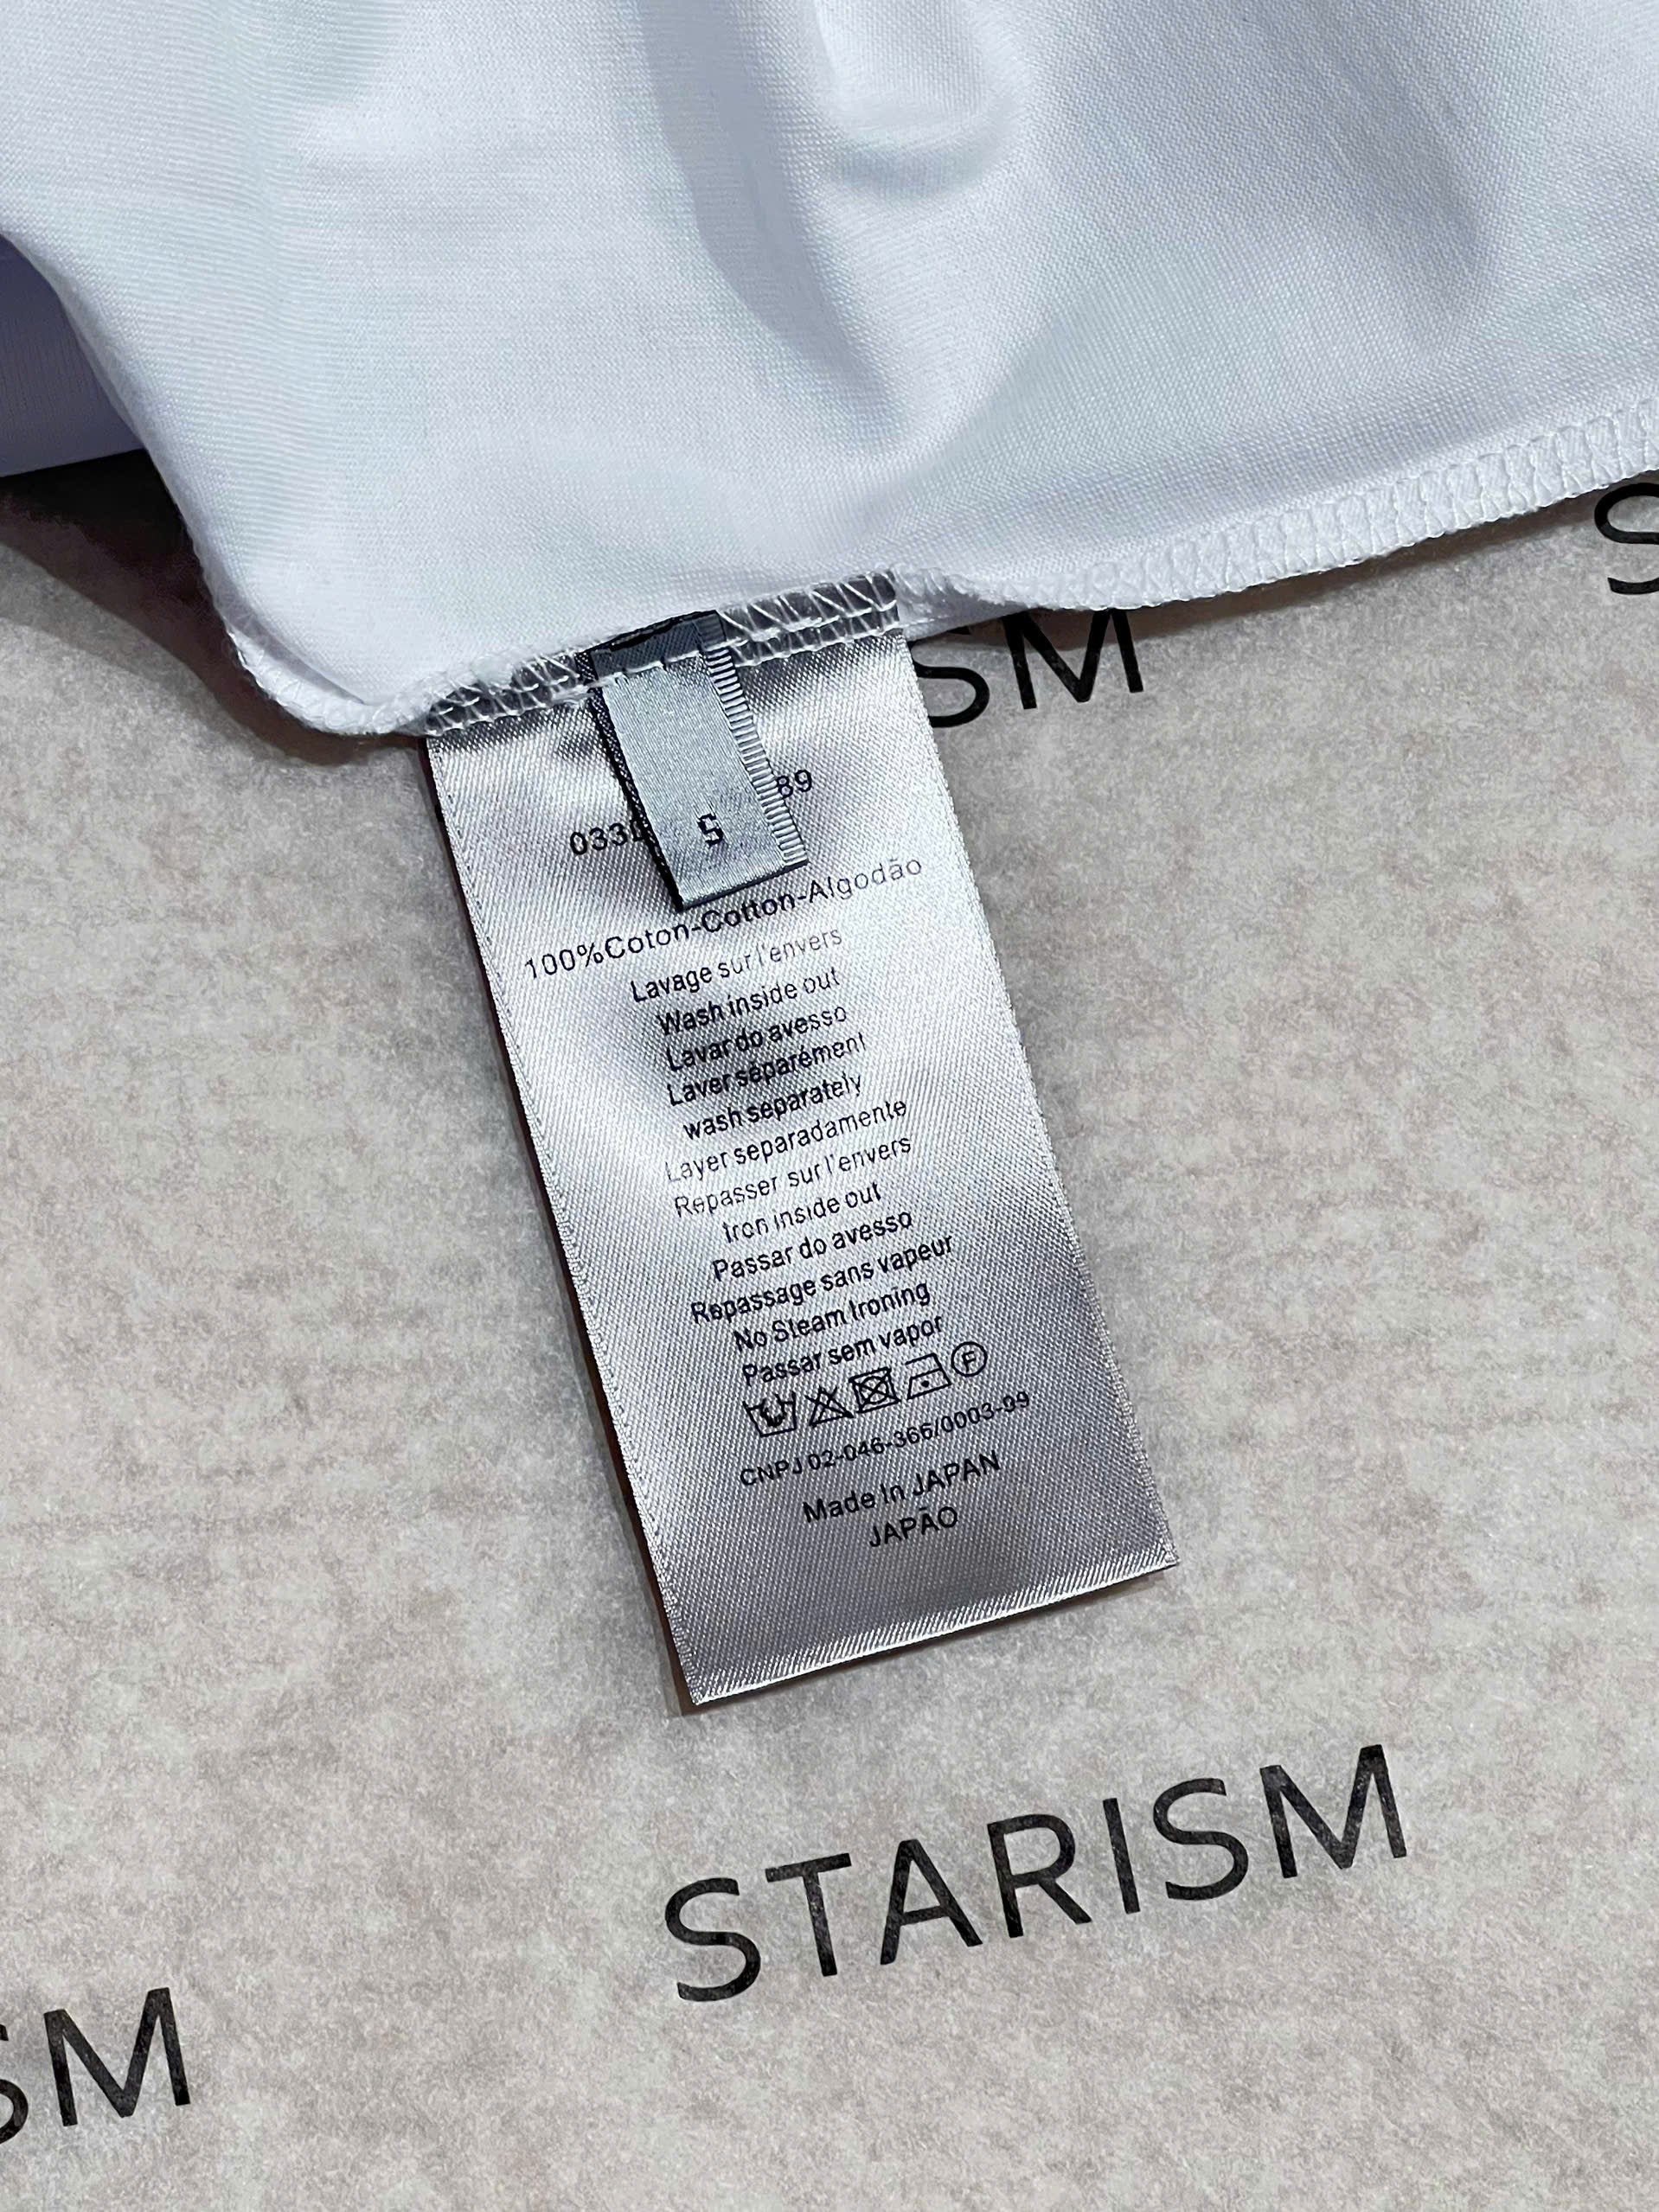 SM
S
89
033
S
100%Coton-Cotton-Algodão
Lavage sur l'envers
Wash inside out
Lavar do avesso
Laver séparément
wash separately
Layer separadamente
Repasser sur l'envers
Iron inside out
Passar do avesso
Repassage sans vapeur
No Steam Ironing
Passar sem vapor
F
CNPJ 02-046-366/0003-99
Made In JAPAN
JAPÃO
STARISM
SM